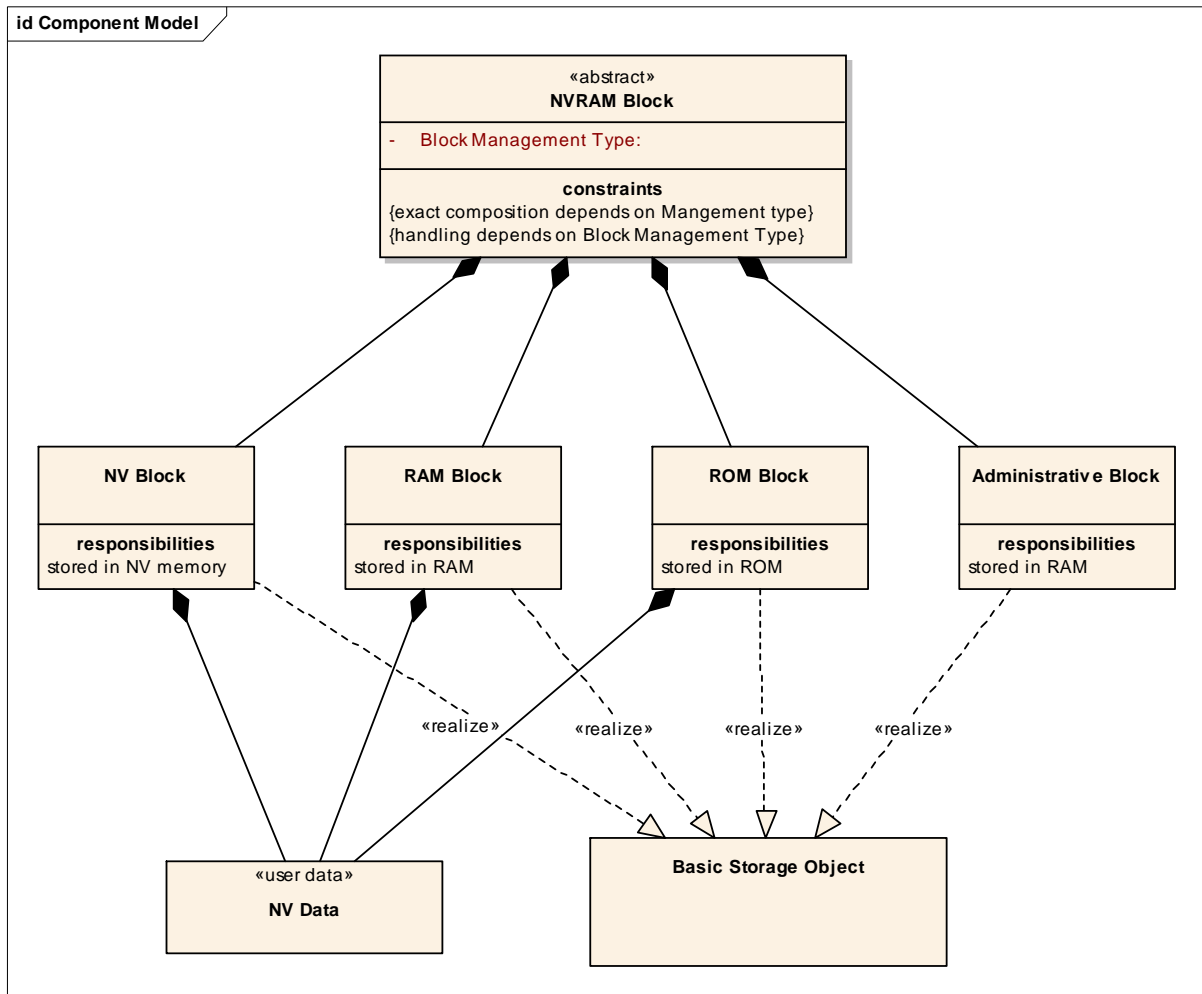 id Component Model
«abstract»
NVRAM Block
- Block Management Type:
constraints
{exact composition depends on Mangement type}
{handling depends on Block Management Type}
NV Block
responsibilities
stored in NV memory
RAM Block
responsibilities
stored in RAM
ROM Block
responsibilities
stored in ROM
Administrative Block
responsibilities
stored in RAM
«realize»
«realize»
«realize»
«realize»
«user data»
NV Data
Basic Storage Object